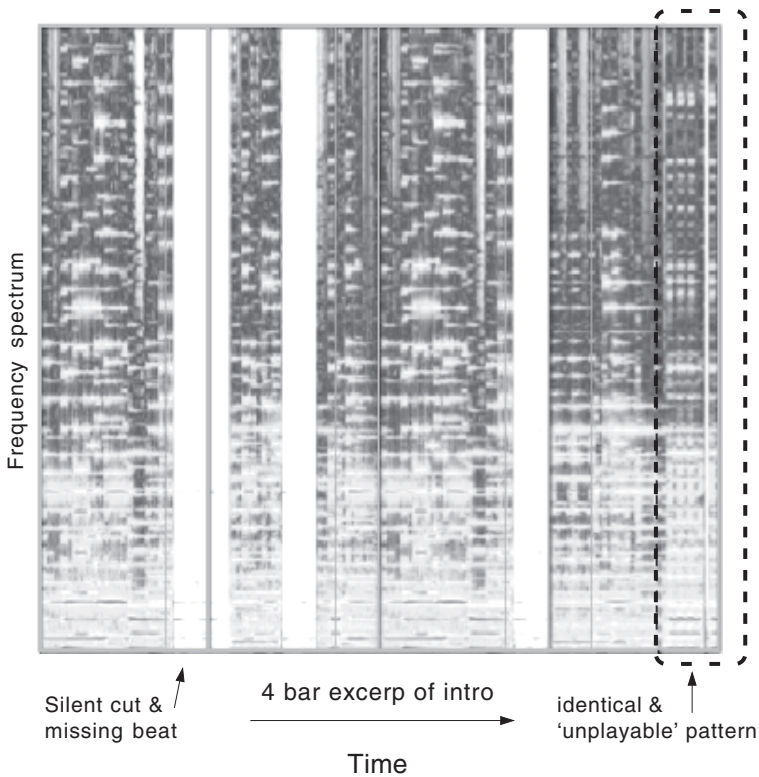 Frequency spectrum
Silent cut &
missing beat
4 bar excerp of intro
identical &
‘unplayable’ pattern
Time